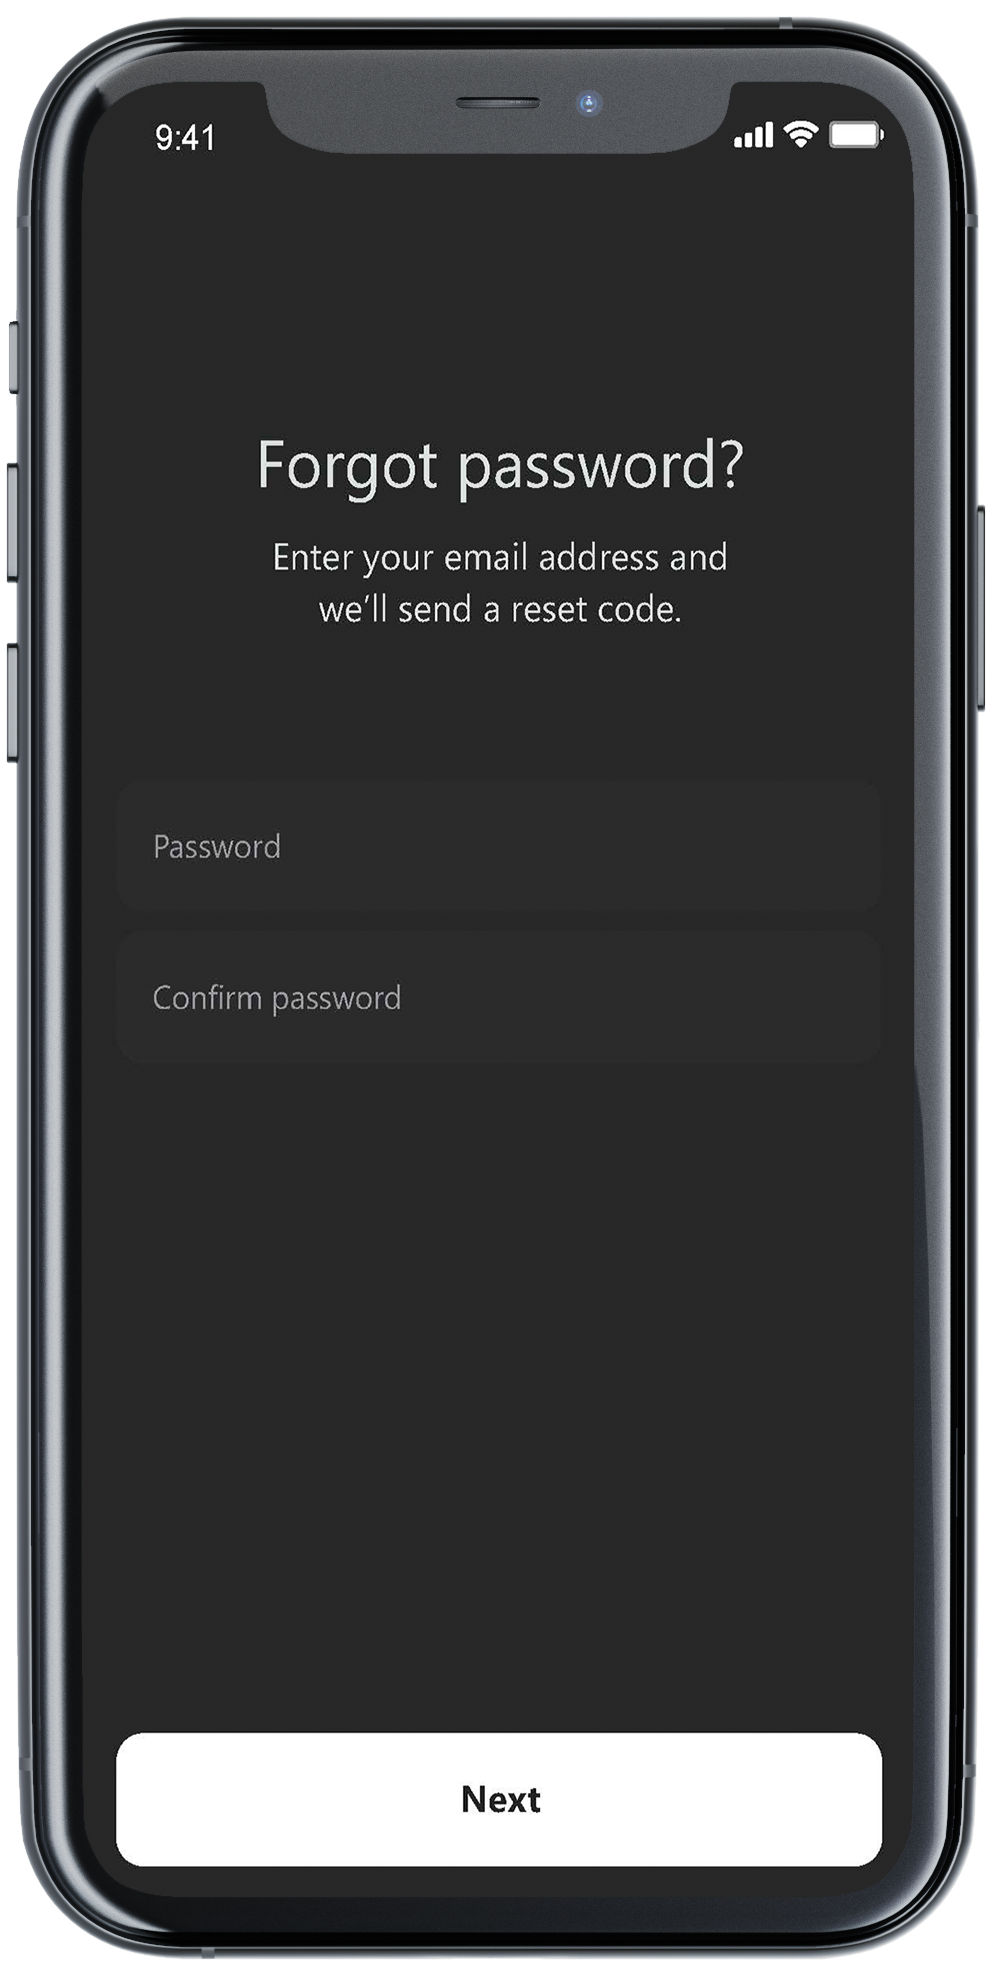 9:41
Forgot password?
Enter your email address and
we'll send a reset code.
Password
Confirm password
Next